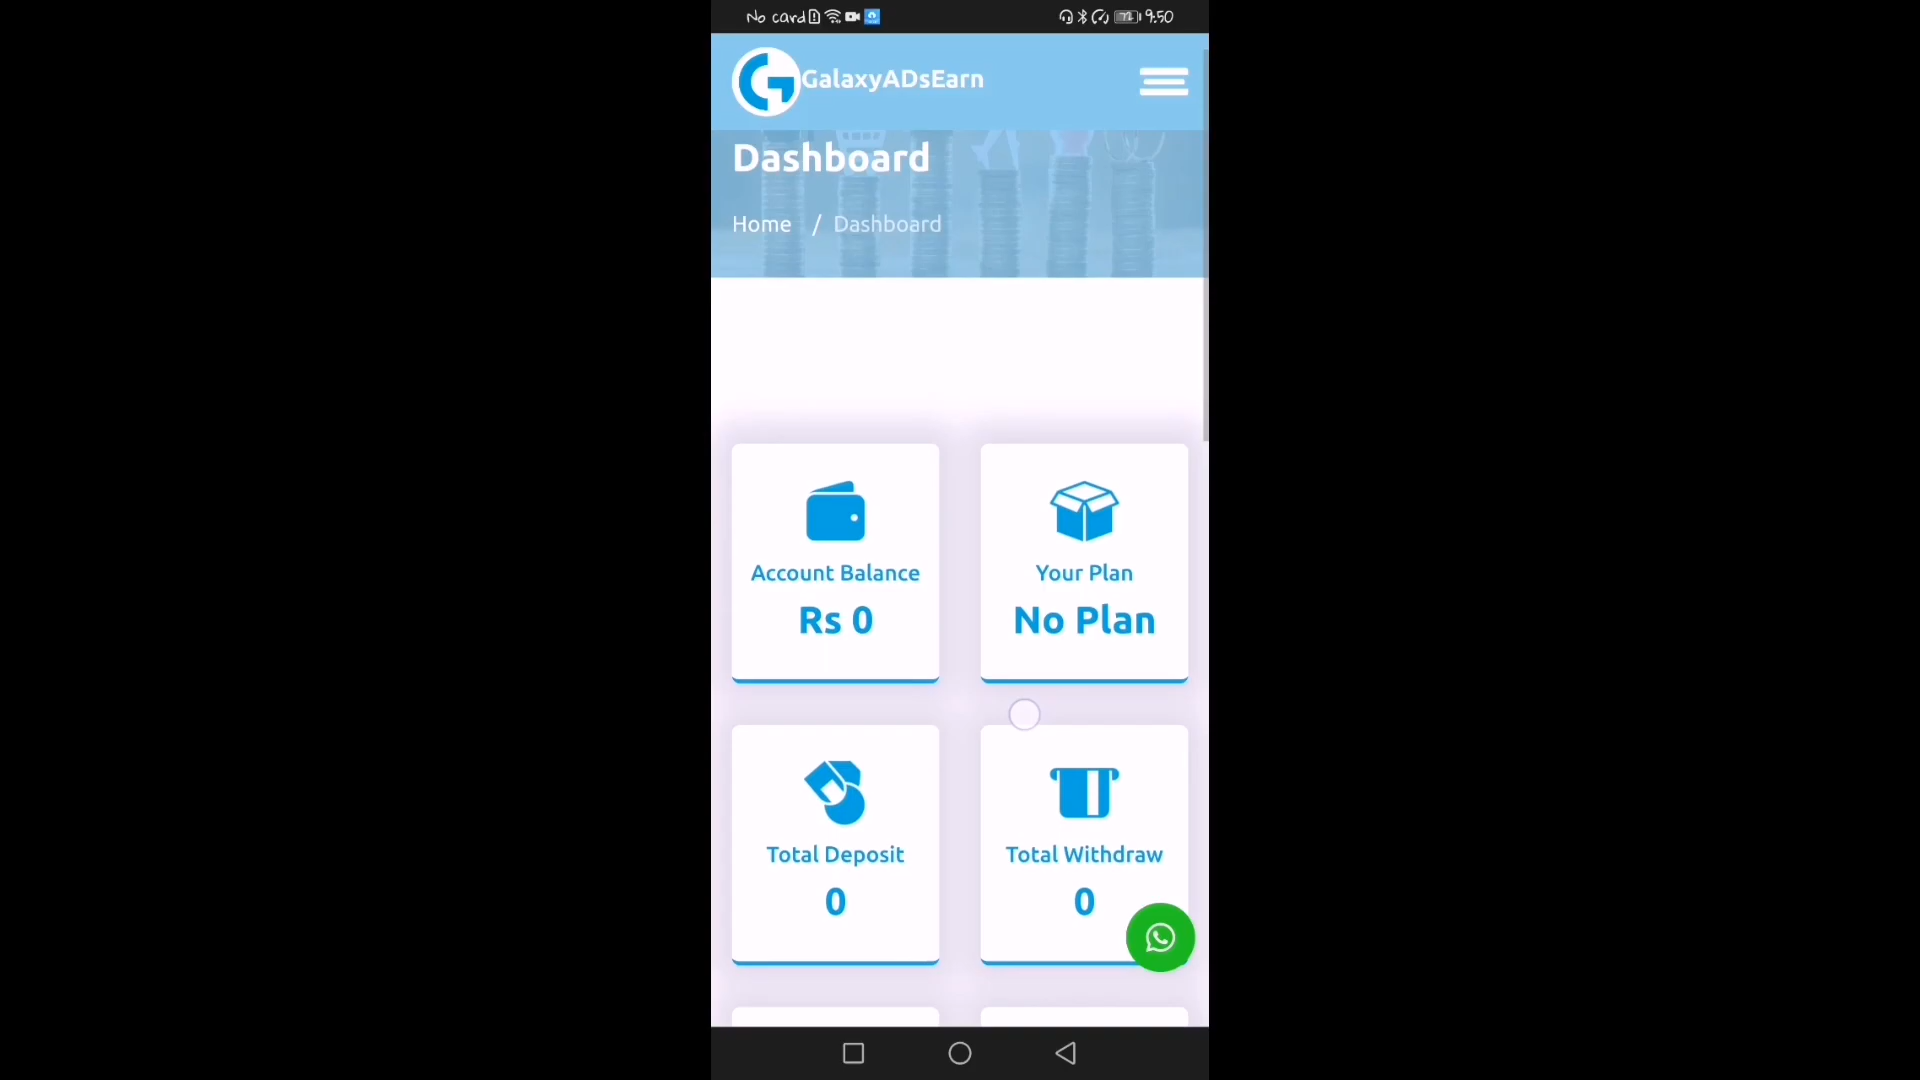 No card 72 9:50
GalaxyADsEarn
Dashboard
Home / Dashboard
Account Balance
Rs 0
Your Plan
No Plan
Total Deposit
0
Total Withdraw
0